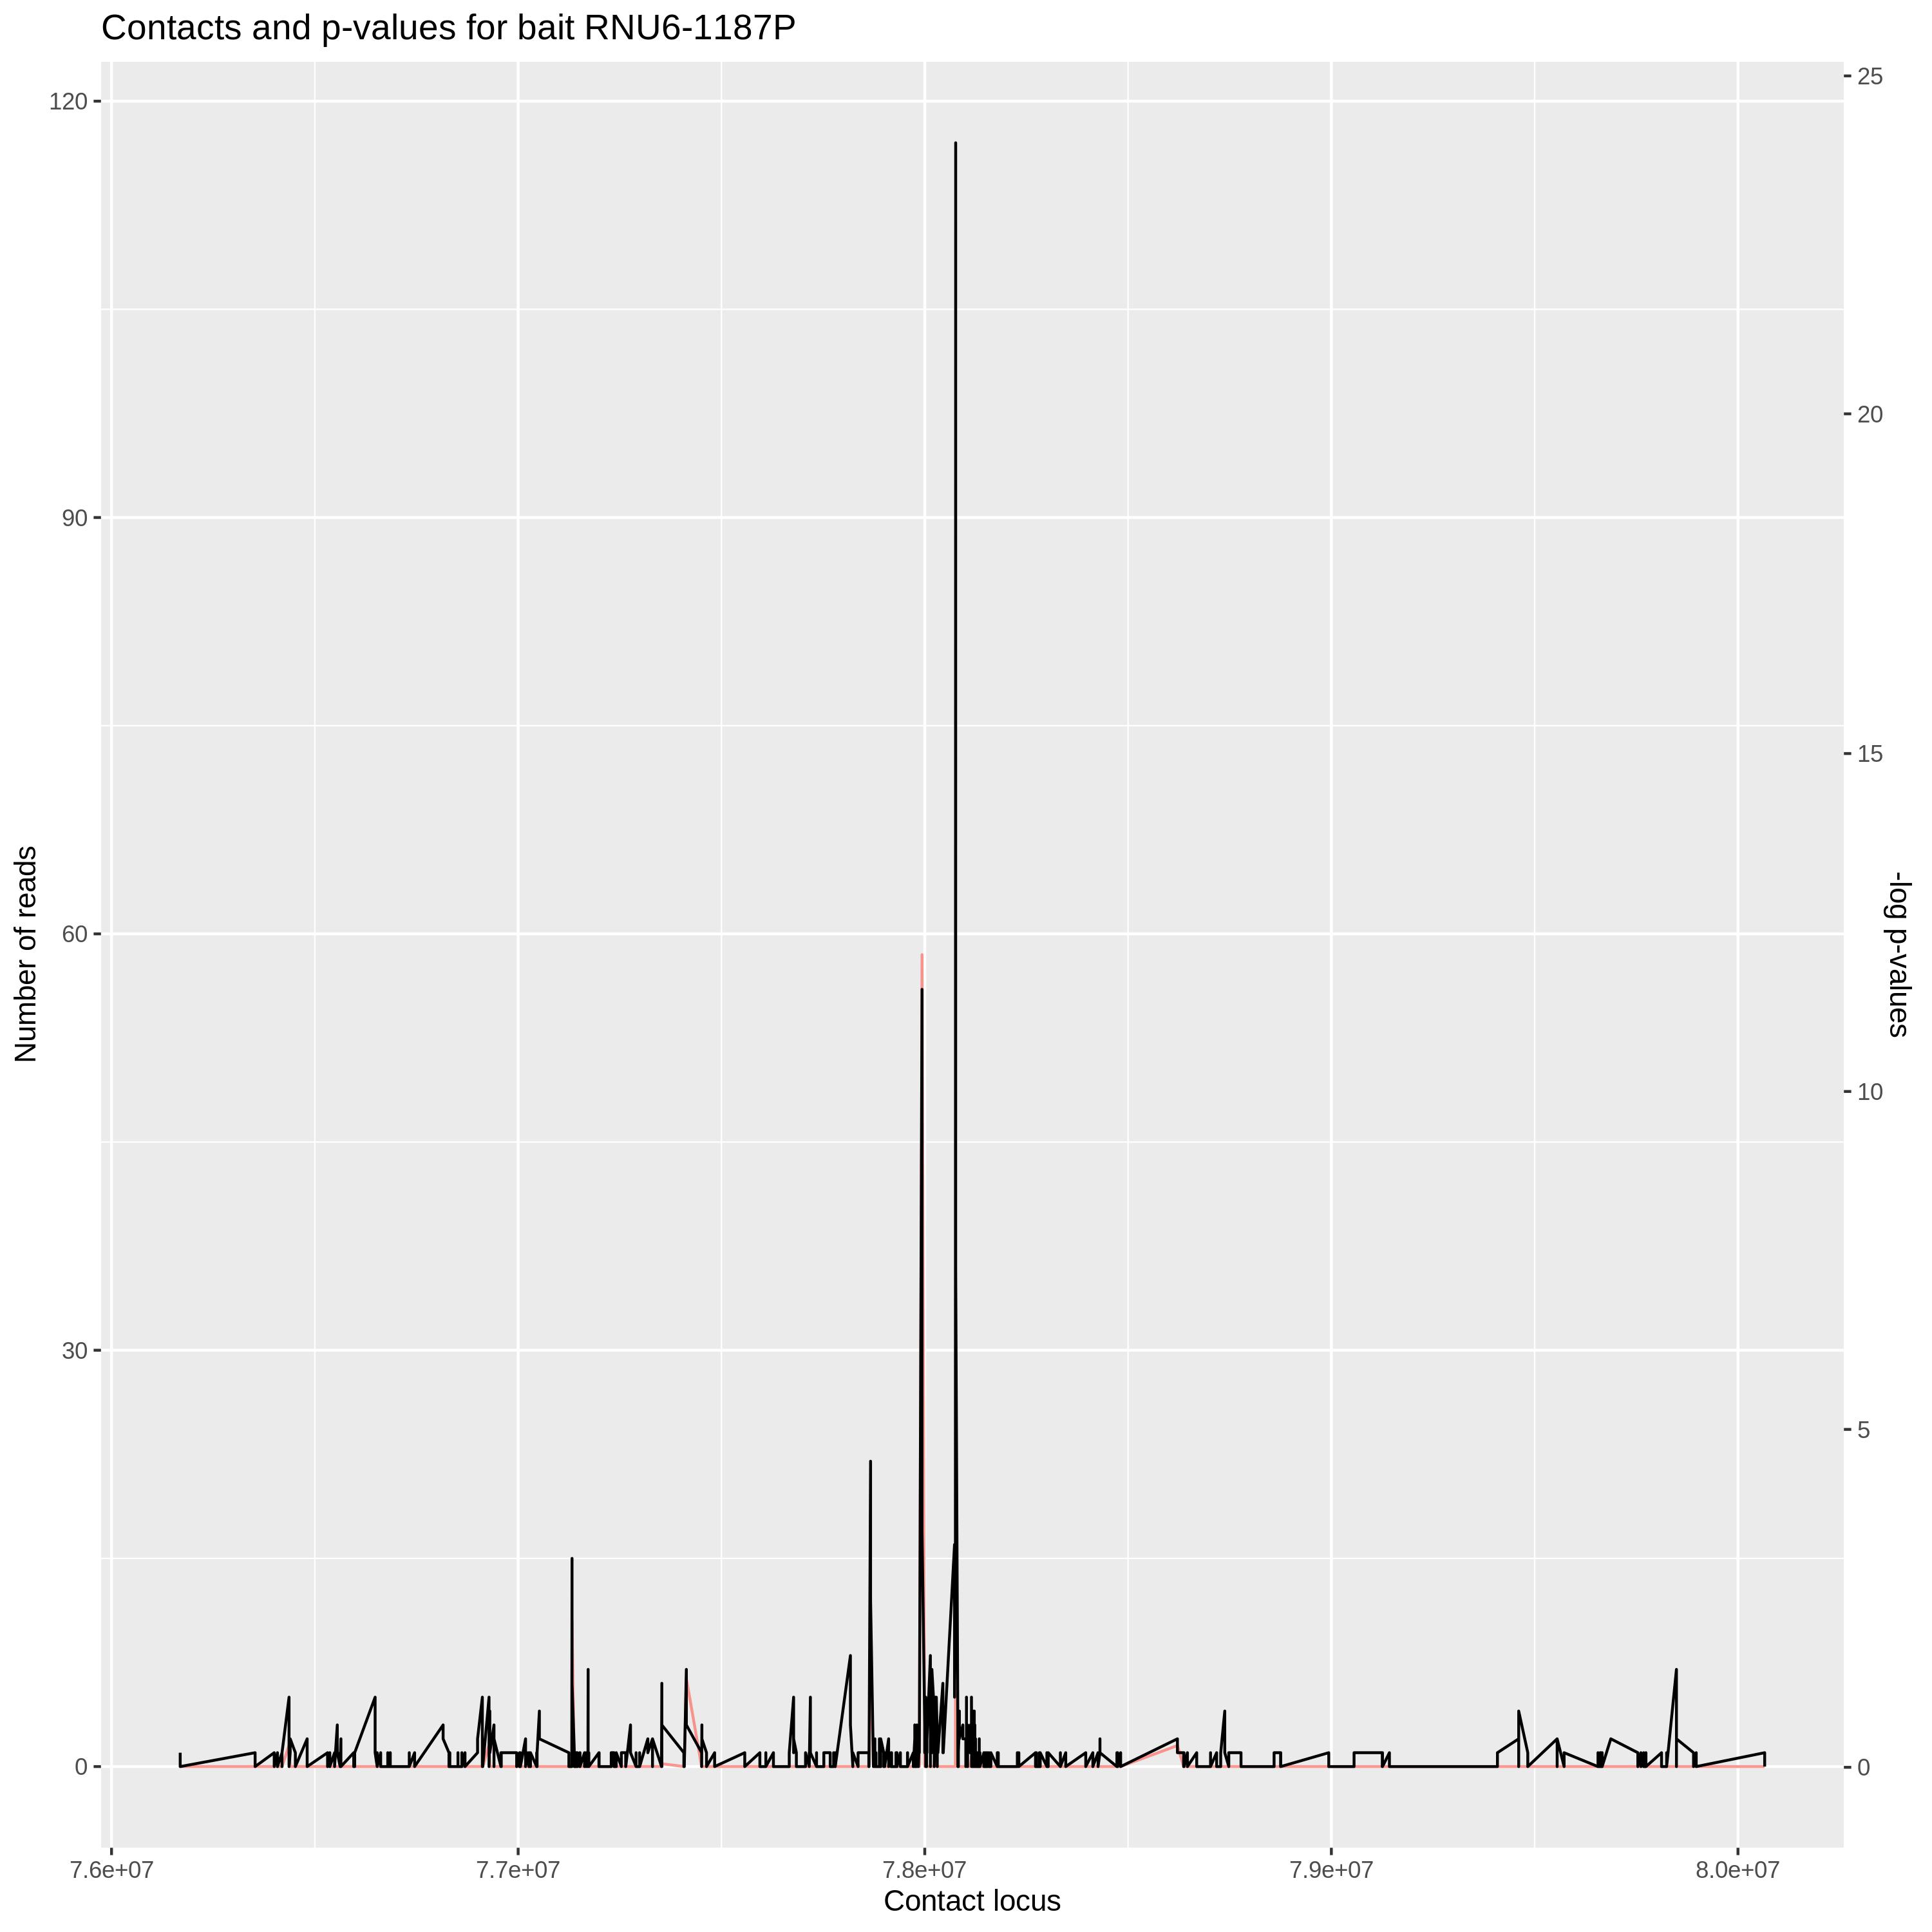 Contacts and p-values for bait RNU6-1187P
120
90
60
30
0
Number of reads
25
20
15
10
5
0
-log p-values
7.6e+07
7.7e+07
7.8e+07
7.9e+07
8.0e+07
Contact locus